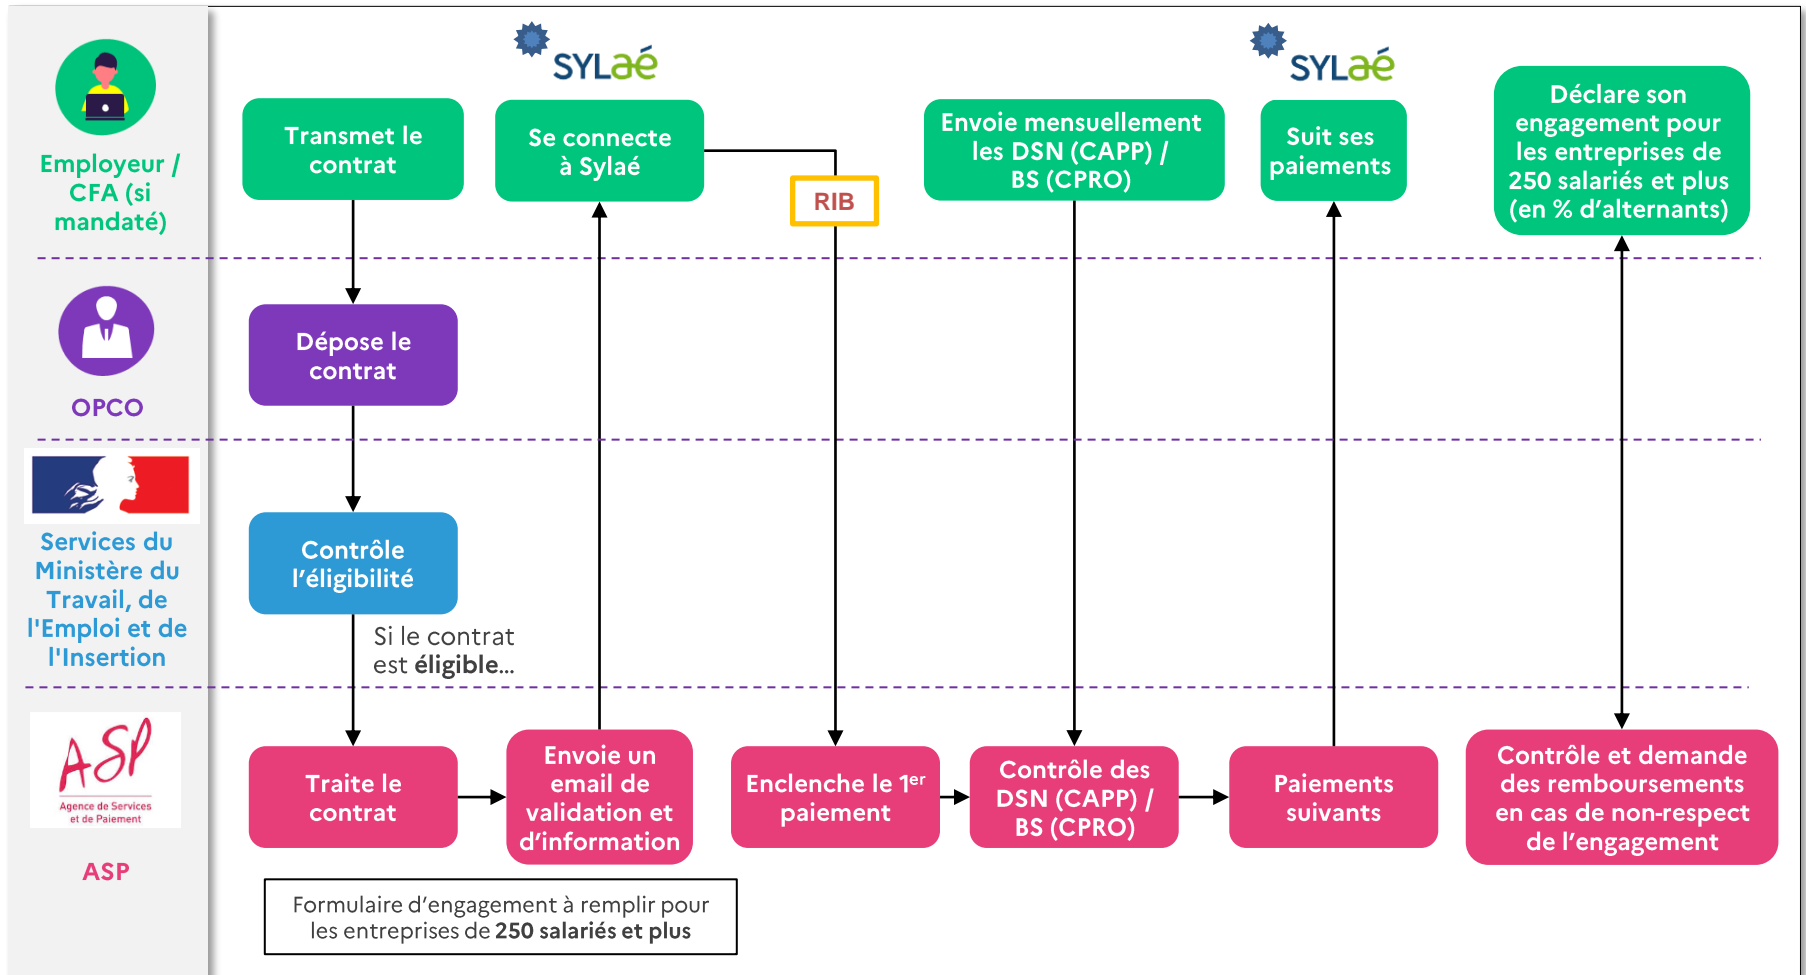 SYLaé
SYLaé
Employeur /
CFA (si
mandaté)
Transmet le
contrat
Se connecte
à Sylaé
RIB
Envoie mensuellement
les DSN (CAPP) /
BS (CPRO)
Suit ses
paiements
Déclare son
engagement pour
les entreprises de
250 salariés et plus
(en % d’alternants)
OPCO
Dépose le
contrat
Services du
Ministère du
Travail, de
l'Emploi et de
l'Insertion
Contrôle
l’éligibilité
Si le contrat
est éligible…
ASP
Agence de Services
et de Paiement
ASP
Traite le
contrat
Envoie un
email de
validation et
d’information
Enclenche le 1er
paiement
Contrôle des
DSN (CAPP) /
BS (CPRO)
Paiements
suivants
Contrôle et demande
des remboursements
en cas de non-respect
de l’engagement
Formulaire d’engagement à remplir pour
les entreprises de 250 salariés et plus